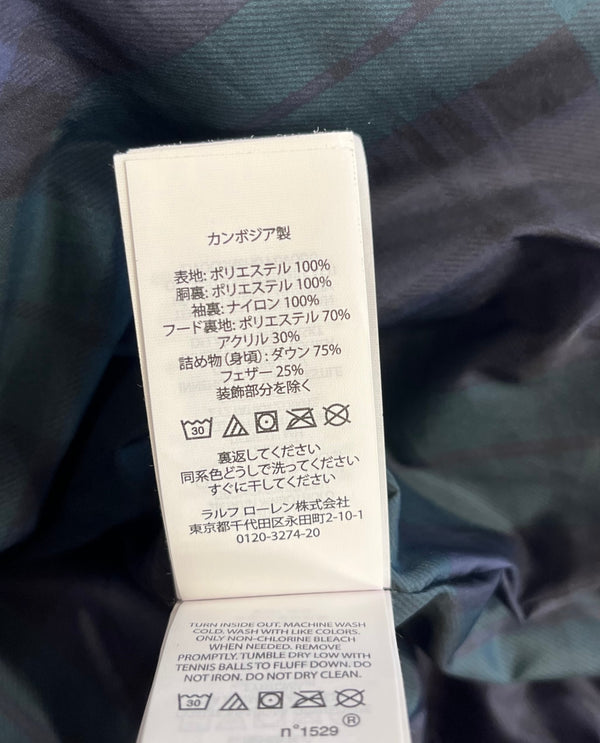 カンボジア製
表地: ポリエステル 100%
胴裏: ポリエステル 100%
袖裏: ナイロン 100%
フード裏地: ポリエステル 70%
アクリル 30%
詰め物(身頃): ダウン 75%
フェザー 25%
装飾部分を除く
30
裏返してください
同系色どうしで洗ってください
すぐに干してください
ラルフ ローレン株式会社
東京都千代田区永田町2-10-1
0120-3274-20
TURN INSIDE OUT. MACHINE WASH
COLD. WASH WITH LIKE COLORS.
ONLY NON-CHLORINE BLEACH
WHEN NEEDED. REMOVE
PROMPTLY. TUMBLE DRY LOW WITH
TENNIS BALLS TO FLUFF DOWN. DO
NOT IRON. DO NOT DRY CLEAN.
30
®
n°1529